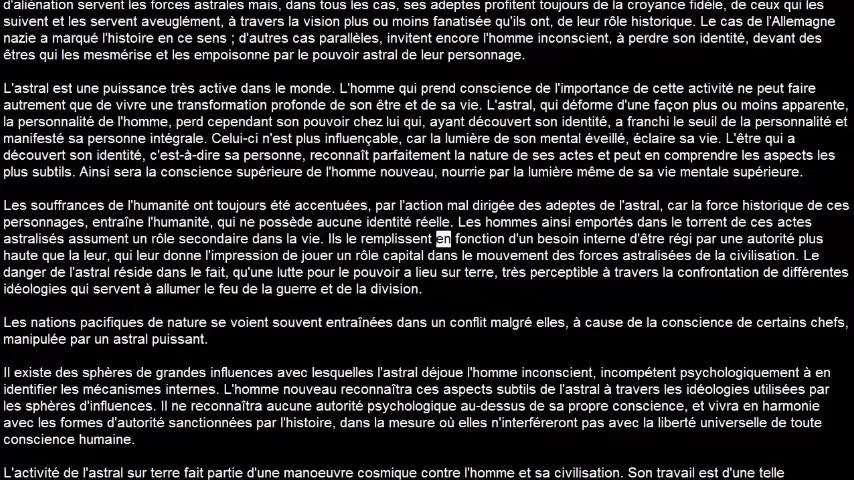 d'aliénation servent les forces astrales mais, dans tous les cas, ses adeptes profitent toujours de la croyance fidèle, de ceux qui les
suivent et les servent aveuglément, à travers la vision plus ou moins fanatisée qu'ils ont, de leur rôle historique. Le cas de l'Allemagne
nazie a marqué l'histoire en ce sens ; d'autres cas parallèles, invitent encore l'homme inconscient, à perdre son identité, devant des
êtres qui les mesmérise et les empoisonne par le pouvoir astral de leur personnage.
L'astral est une puissance très active dans le monde. L'homme qui prend conscience de l'importance de cette activité ne peut faire
autrement que de vivre une transformation profonde de son être et de sa vie. L'astral, qui déforme d'une façon plus ou moins apparente,
la personnalité de l'homme, perd cependant son pouvoir chez lui qui, ayant découvert son identité, a franchi le seuil de la personnalité et
manifesté sa personne intégrale. Celui-ci n'est plus influençable, car la lumière de son mental éveillé, éclaire sa vie. L'être qui a
découvert son identité, c'est-à-dire sa personne, reconnaît parfaitement la nature de ses actes et peut en comprendre les aspects les
plus subtils. Ainsi sera la conscience supérieure de l'homme nouveau, nourrie par la lumière même de sa vie mentale supérieure.
Les souffrances de l'humanité ont toujours été accentuées, par l'action mal dirigée des adeptes de l'astral, car la force historique de ces
personnages, entraîne l'humanité, qui ne possède aucune identité réelle. Les hommes ainsi emportés dans le torrent de ces actes
astralisés assument un rôle secondaire dans la vie. Ils le remplissent en fonction d'un besoin interne d'être régi par une autorité plus
haute que la leur, qui leur donne l'impression de jouer un rôle capital dans le mouvement des forces astralisées de la civilisation. Le
danger de l'astral réside dans le fait, qu'une lutte pour le pouvoir a lieu sur terre, très perceptible à travers la confrontation de différentes
idéologies qui servent à allumer le feu de la guerre et de la division.
Les nations pacifiques de nature se voient souvent entraînées dans un conflit malgré elles, à cause de la conscience de certains chefs,
manipulée par un astral puissant.
Il existe des sphères de grandes influences avec lesquelles l'astral déjoue l'homme inconscient, incompétent psychologiquement à en
identifier les mécanismes internes. L'homme nouveau reconnaîtra ces aspects subtils de l'astral à travers les idéologies utilisées par
les sphères d'influences. Il ne reconnaîtra aucune autorité psychologique au-dessus de sa propre conscience, et vivra en harmonie
avec les formes d'autorité sanctionnées par l'histoire, dans la mesure où elles n'interféreront pas avec la liberté universelle de toute
conscience humaine.
L'activité de l'astral sur terre fait partie d'une manoeuvre cosmique contre l'homme et sa civilisation. Son travail est d'une telle